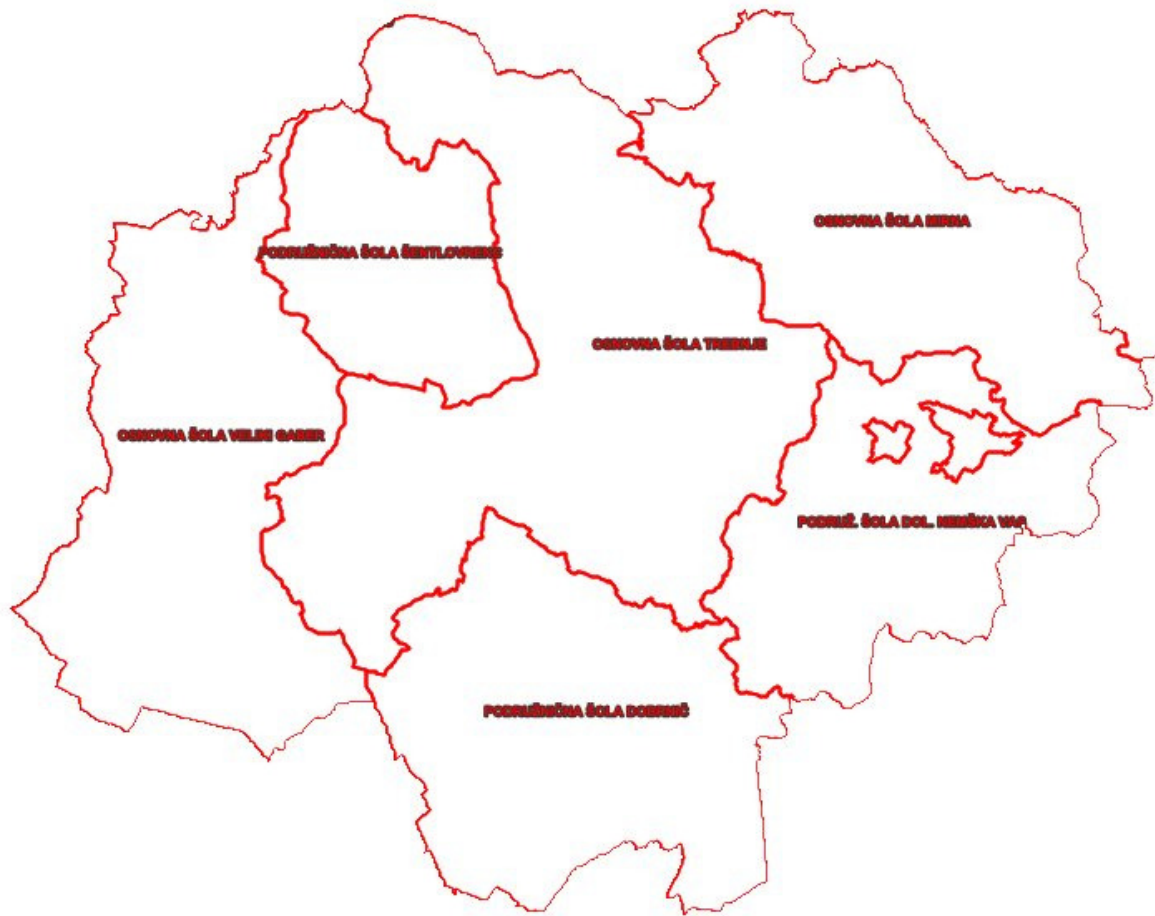 OSNOVNA ŠOLA MIRNA
PODRUŽNIČNA ŠOLA ŠENTLOVRENC
OSNOVNA ŠOLA TREBNJE
OSNOVNA ŠOLA VELIKI GABER
PODRUŽ. ŠOLA DOL. NEMŠKA VAS
PODRUŽNIČNA ŠOLA DOBRNIČ